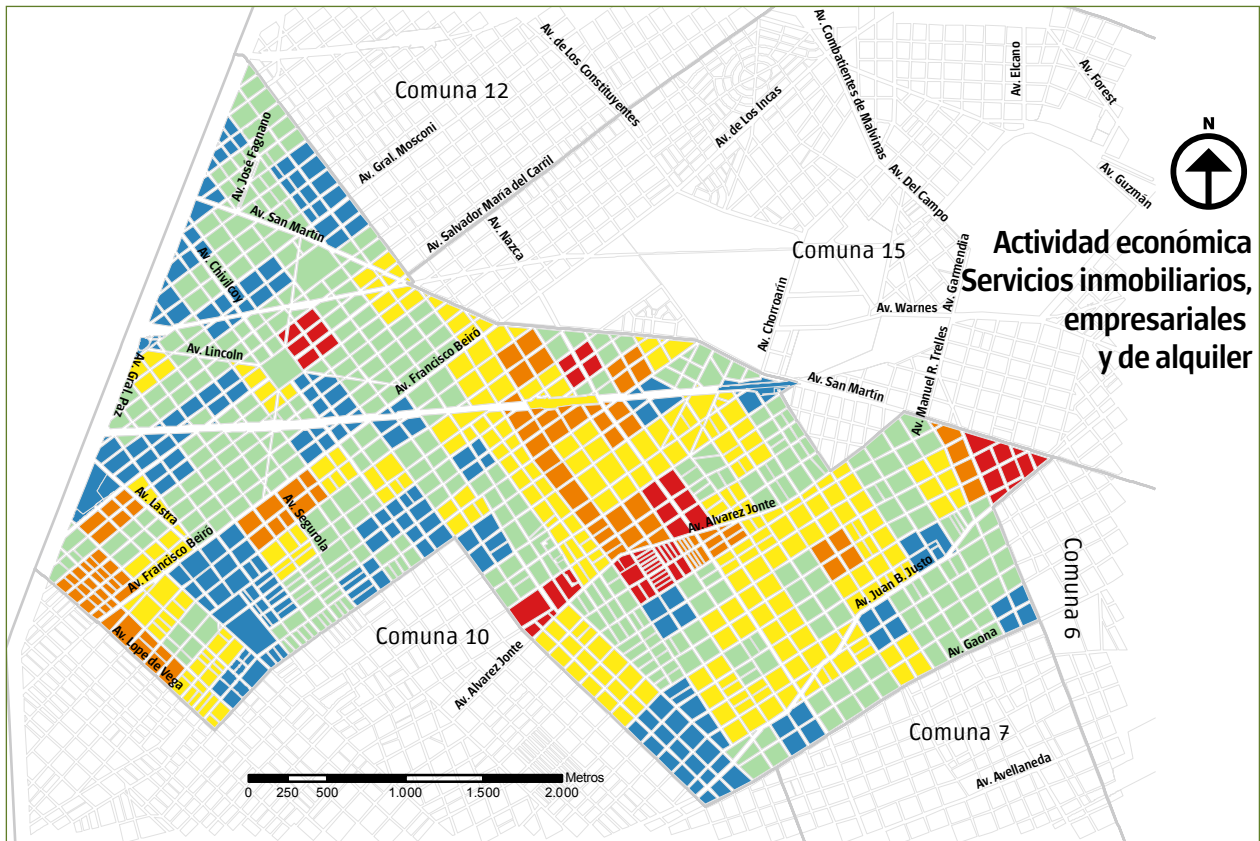 Comuna 12
Av. de Los Constituyentes
Av. Combatientes de Malvinas
Av. Elcano
Av. Forest
Av. de Los Incas
Av. José Fagnano
Av. Gral. Mosconi
N
Av. Guzmán
Av. Del Campo
Av. Salvador María del Carril
Av. San Martín
Av. Nazca
Comuna 15
Av. Garmendia
Actividad económica
Servicios inmobiliarios,
empresariales
y de alquiler
Av. Chivilcoy
Av. Chorroarín
Av. Warnes
Av. Lincoln
Av. Francisco Beiró
Av. Gral. Paz
Av. Manuel R. Trelles
Av. San Martín
Av. Lastra
Av. Segurola
Av. Alvarez Jonte
Av. Francisco Beiró
Av. Juan B. Justo
Comuna 6
Av. Lope de Vega
Comuna 10
Av. Gaona
Av. Alvarez Jonte
Comuna 7
Av. Avellaneda
Metros
0 250 500 1.000 1.500 2.000